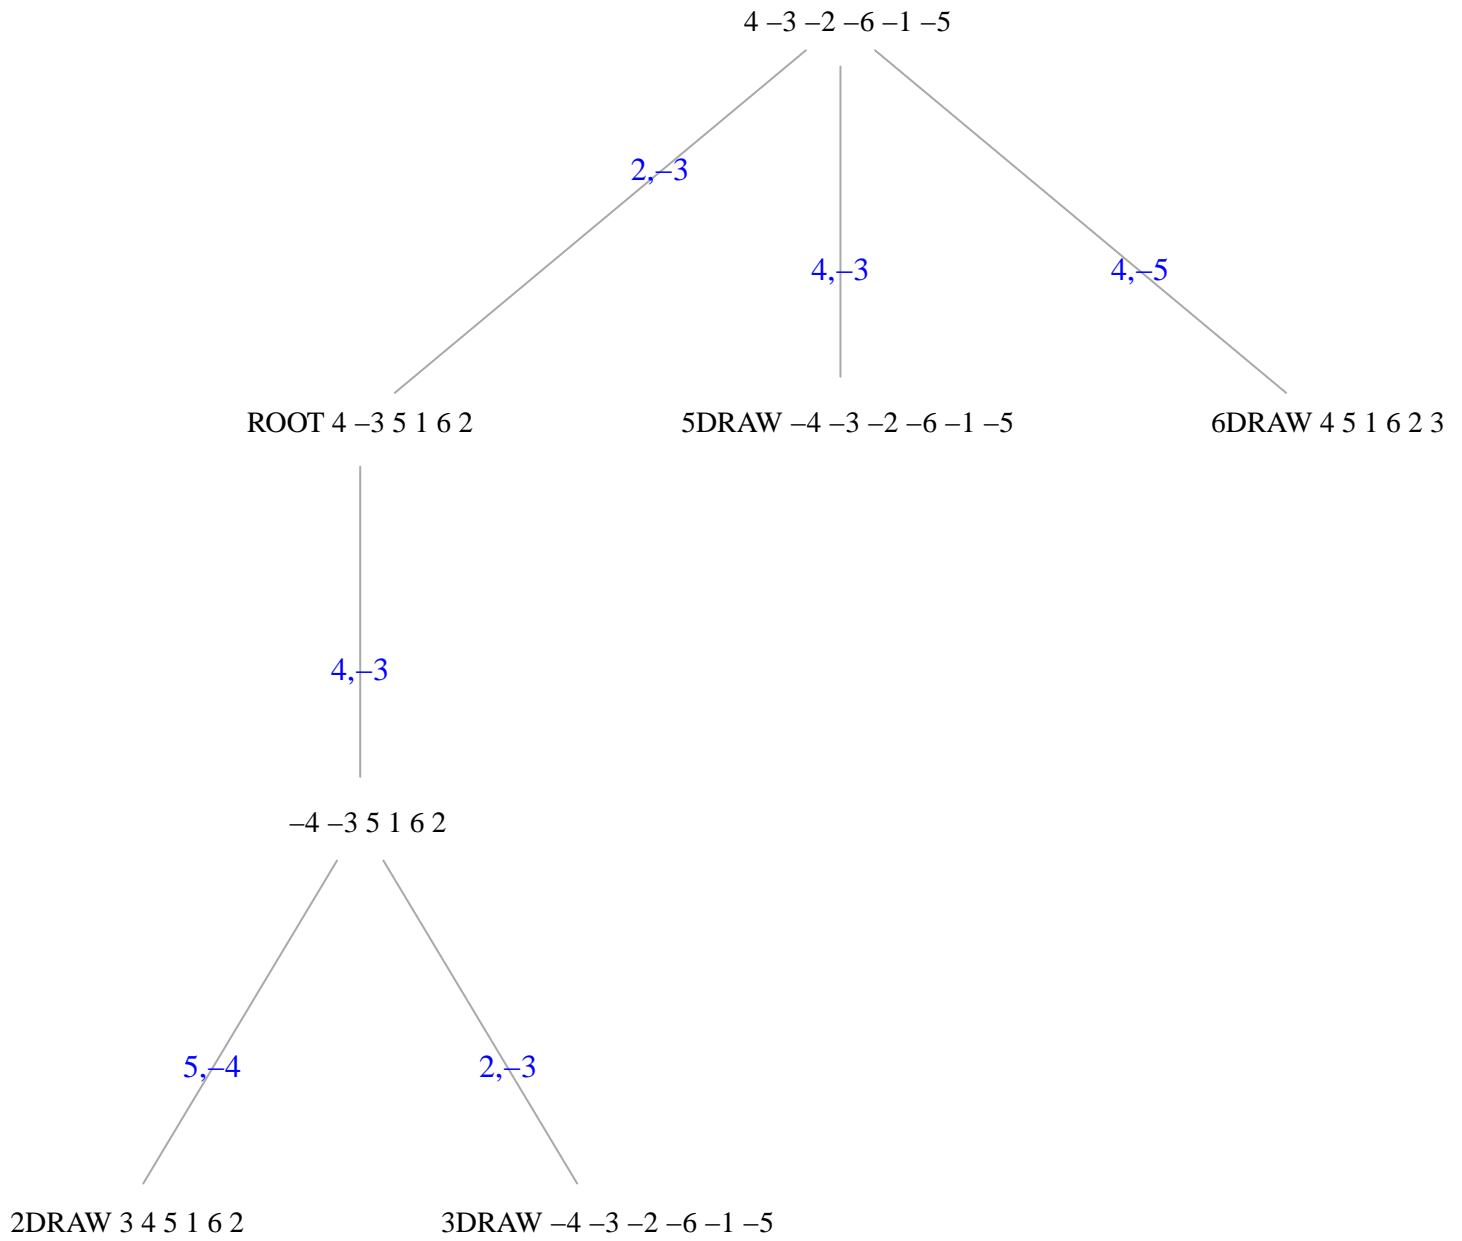 4 –3 –2 –6 –1 –5
2,–3
4,–3
4,–5
ROOT 4 –3 5 1 6 2
5DRAW –4 –3 –2 –6 –1 –5
6DRAW 4 5 1 6 2 3
4,–3
–4 –3 5 1 6 2
5,–4
2,–3
2DRAW 3 4 5 1 6 2
3DRAW –4 –3 –2 –6 –1 –5